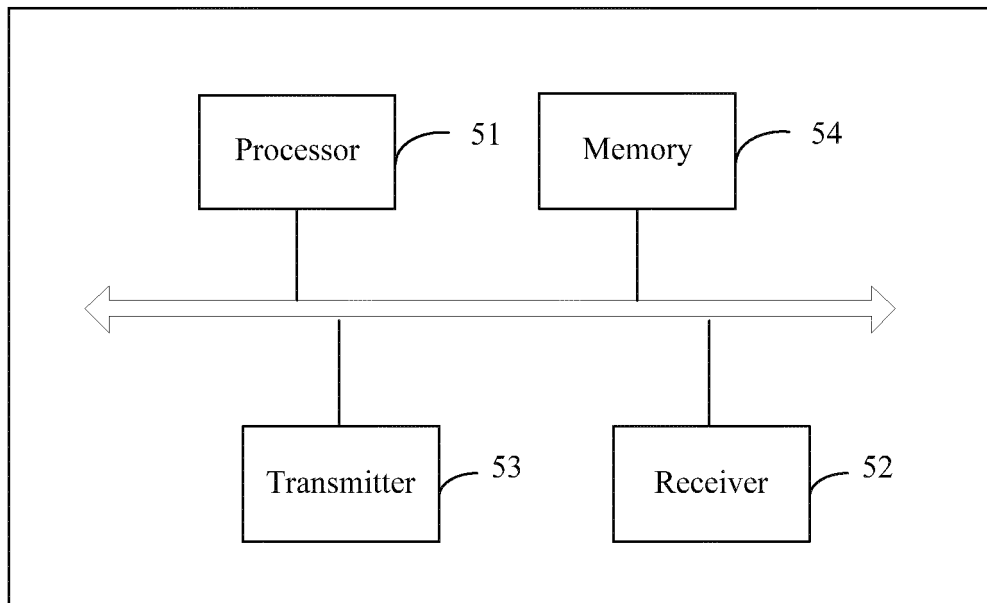 Processor
51
Memory
54
Transmitter
53
Receiver
52